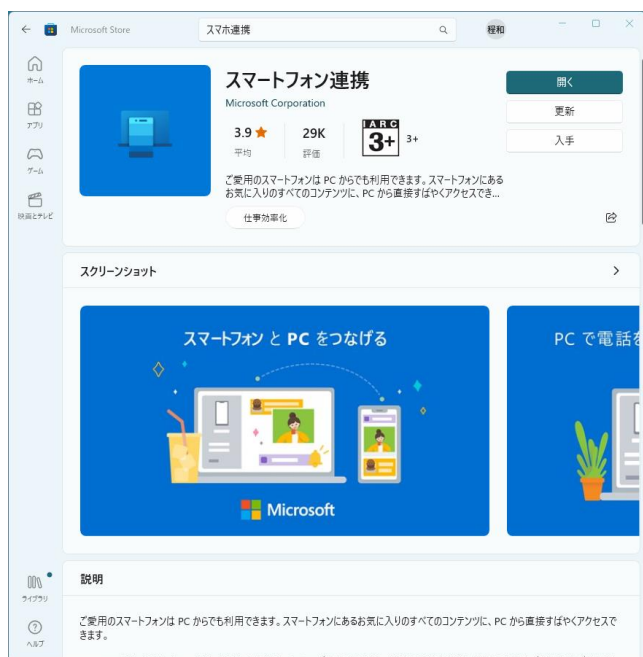 Microsoft Store
スマホ連携
程和
ホーム
アプリ
ゲーム
映画とテレビ
スマートフォン連携
Microsoft Corporation
3.9
平均
29K
評価
IARC
3+
3+
開く
更新
入手
ご愛用のスマートフォンは PC からでも利用できます。スマートフォンにある
お気に入りのすべてのコンテンツに、PC から直接すばやくアクセスでき...
仕事効率化
スクリーンショット
スマートフォン と PC をつなげる
Microsoft
PC で電話を
説明
ご愛用のスマートフォンは PC からでも利用できます。スマートフォンにあるお気に入りのすべてのコンテンツに、PC から直接すばやくアクセスで
きます。
ライブラリ
ヘルプ